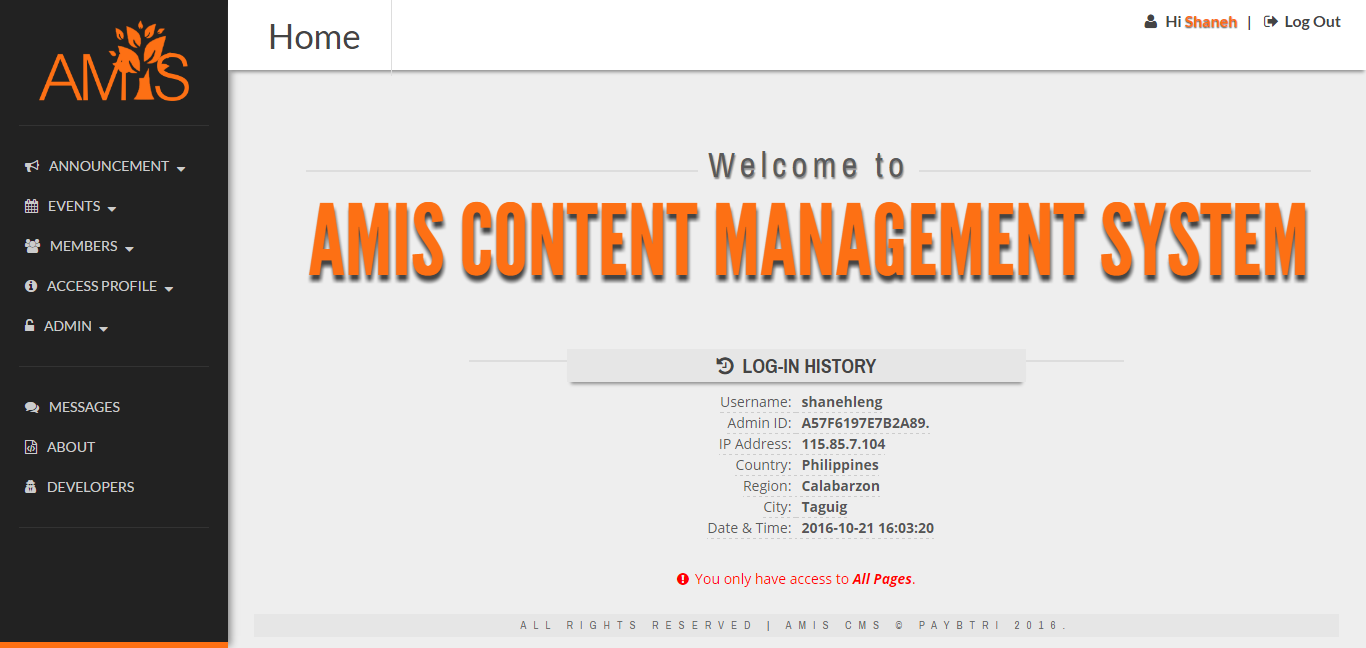 AMIS
ANNOUNCEMENT
EVENTS
MEMBERS
ACCESS PROFILE
ADMIN
MESSAGES
ABOUT
DEVELOPERS
Home
Hi Shaneh | Log Out
Welcome to
AMIS CONTENT MANAGEMENT SYSTEM
LOG-IN HISTORY
Username: shanehleng
Admin ID: A57F6197E7B2A89.
IP Address: 115.85.7.104
Country: Philippines
Region: Calabarzon
City: Taguig
Date & Time: 2016-10-21 16:03:20
You only have access to All Pages.
ALL RIGHTS RESERVED | AMIS CMS © PAYBTRI 2016.